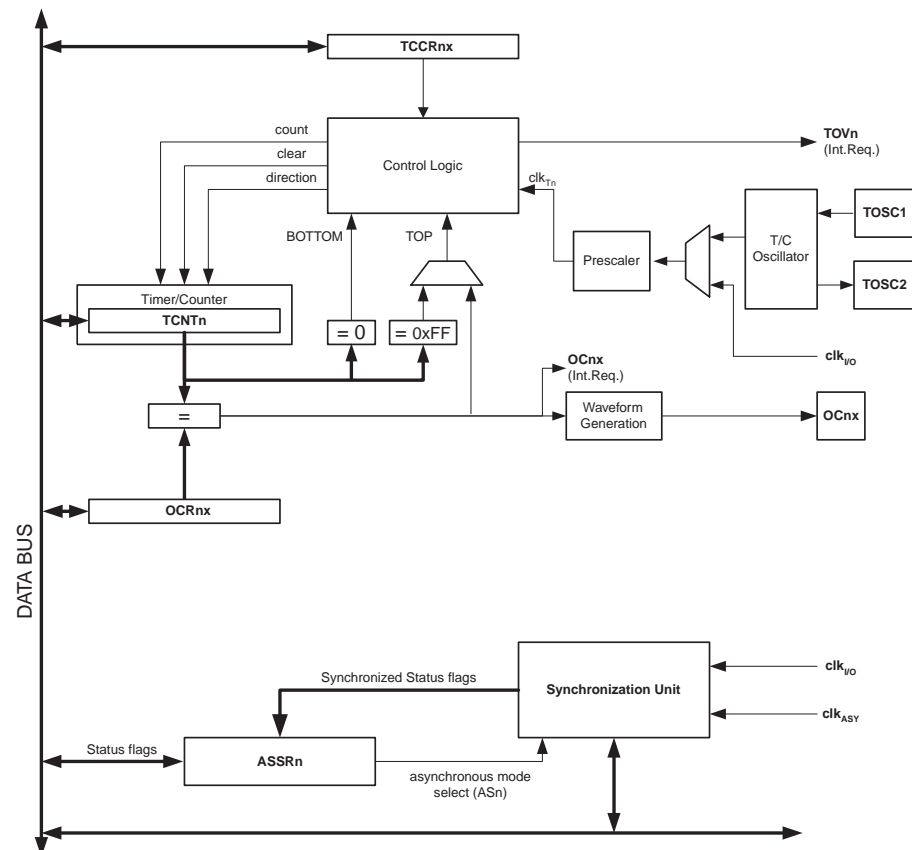 TCCRnx
count
clear
direction
Control Logic
TOVn
(Int.Req.)
clkTn
BOTTOM
TOP
Prescaler
T/C
Oscillator
TOSC1
TOSC2
Timer/Counter
TCNTn
= 0
= 0xFF
clkI/O
OCnx
(Int.Req.)
=
Waveform
Generation
OCnx
OCRnx
DATA BUS
Synchronized Status flags
Synchronization Unit
clkI/O
clkASY
Status flags
ASSRn
asynchronous mode
select (ASn)